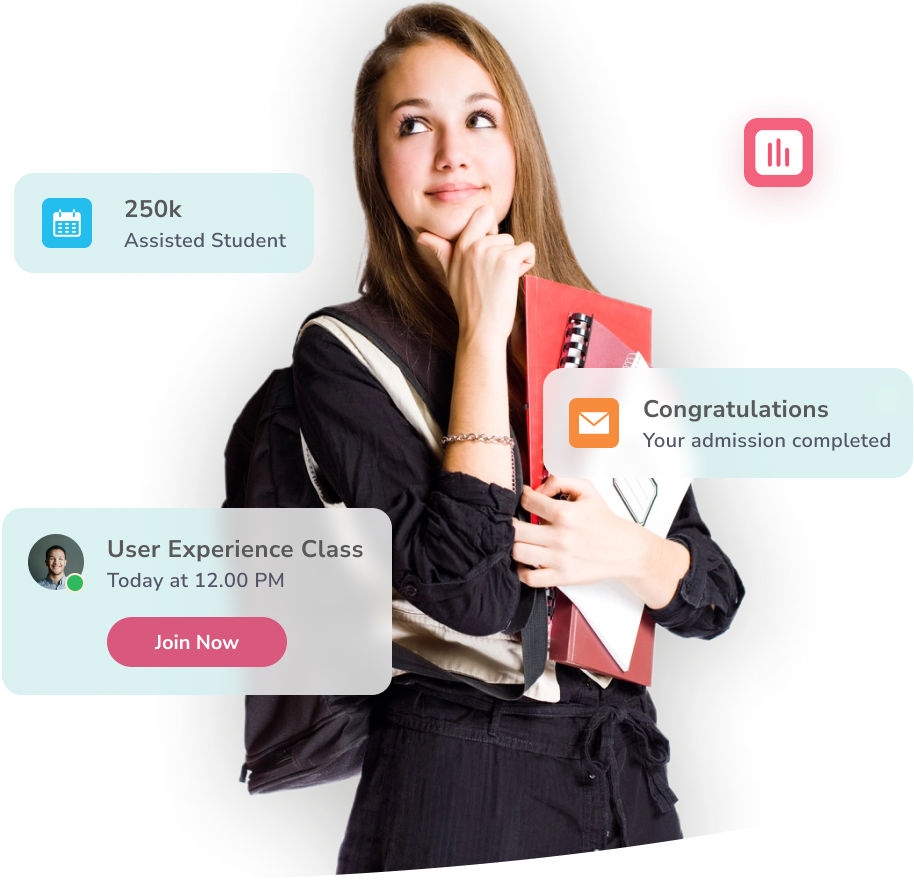 250k
Assisted Student
Congratulations
Your admission completed
User Experience Class
Today at 12.00 PM
Join Now